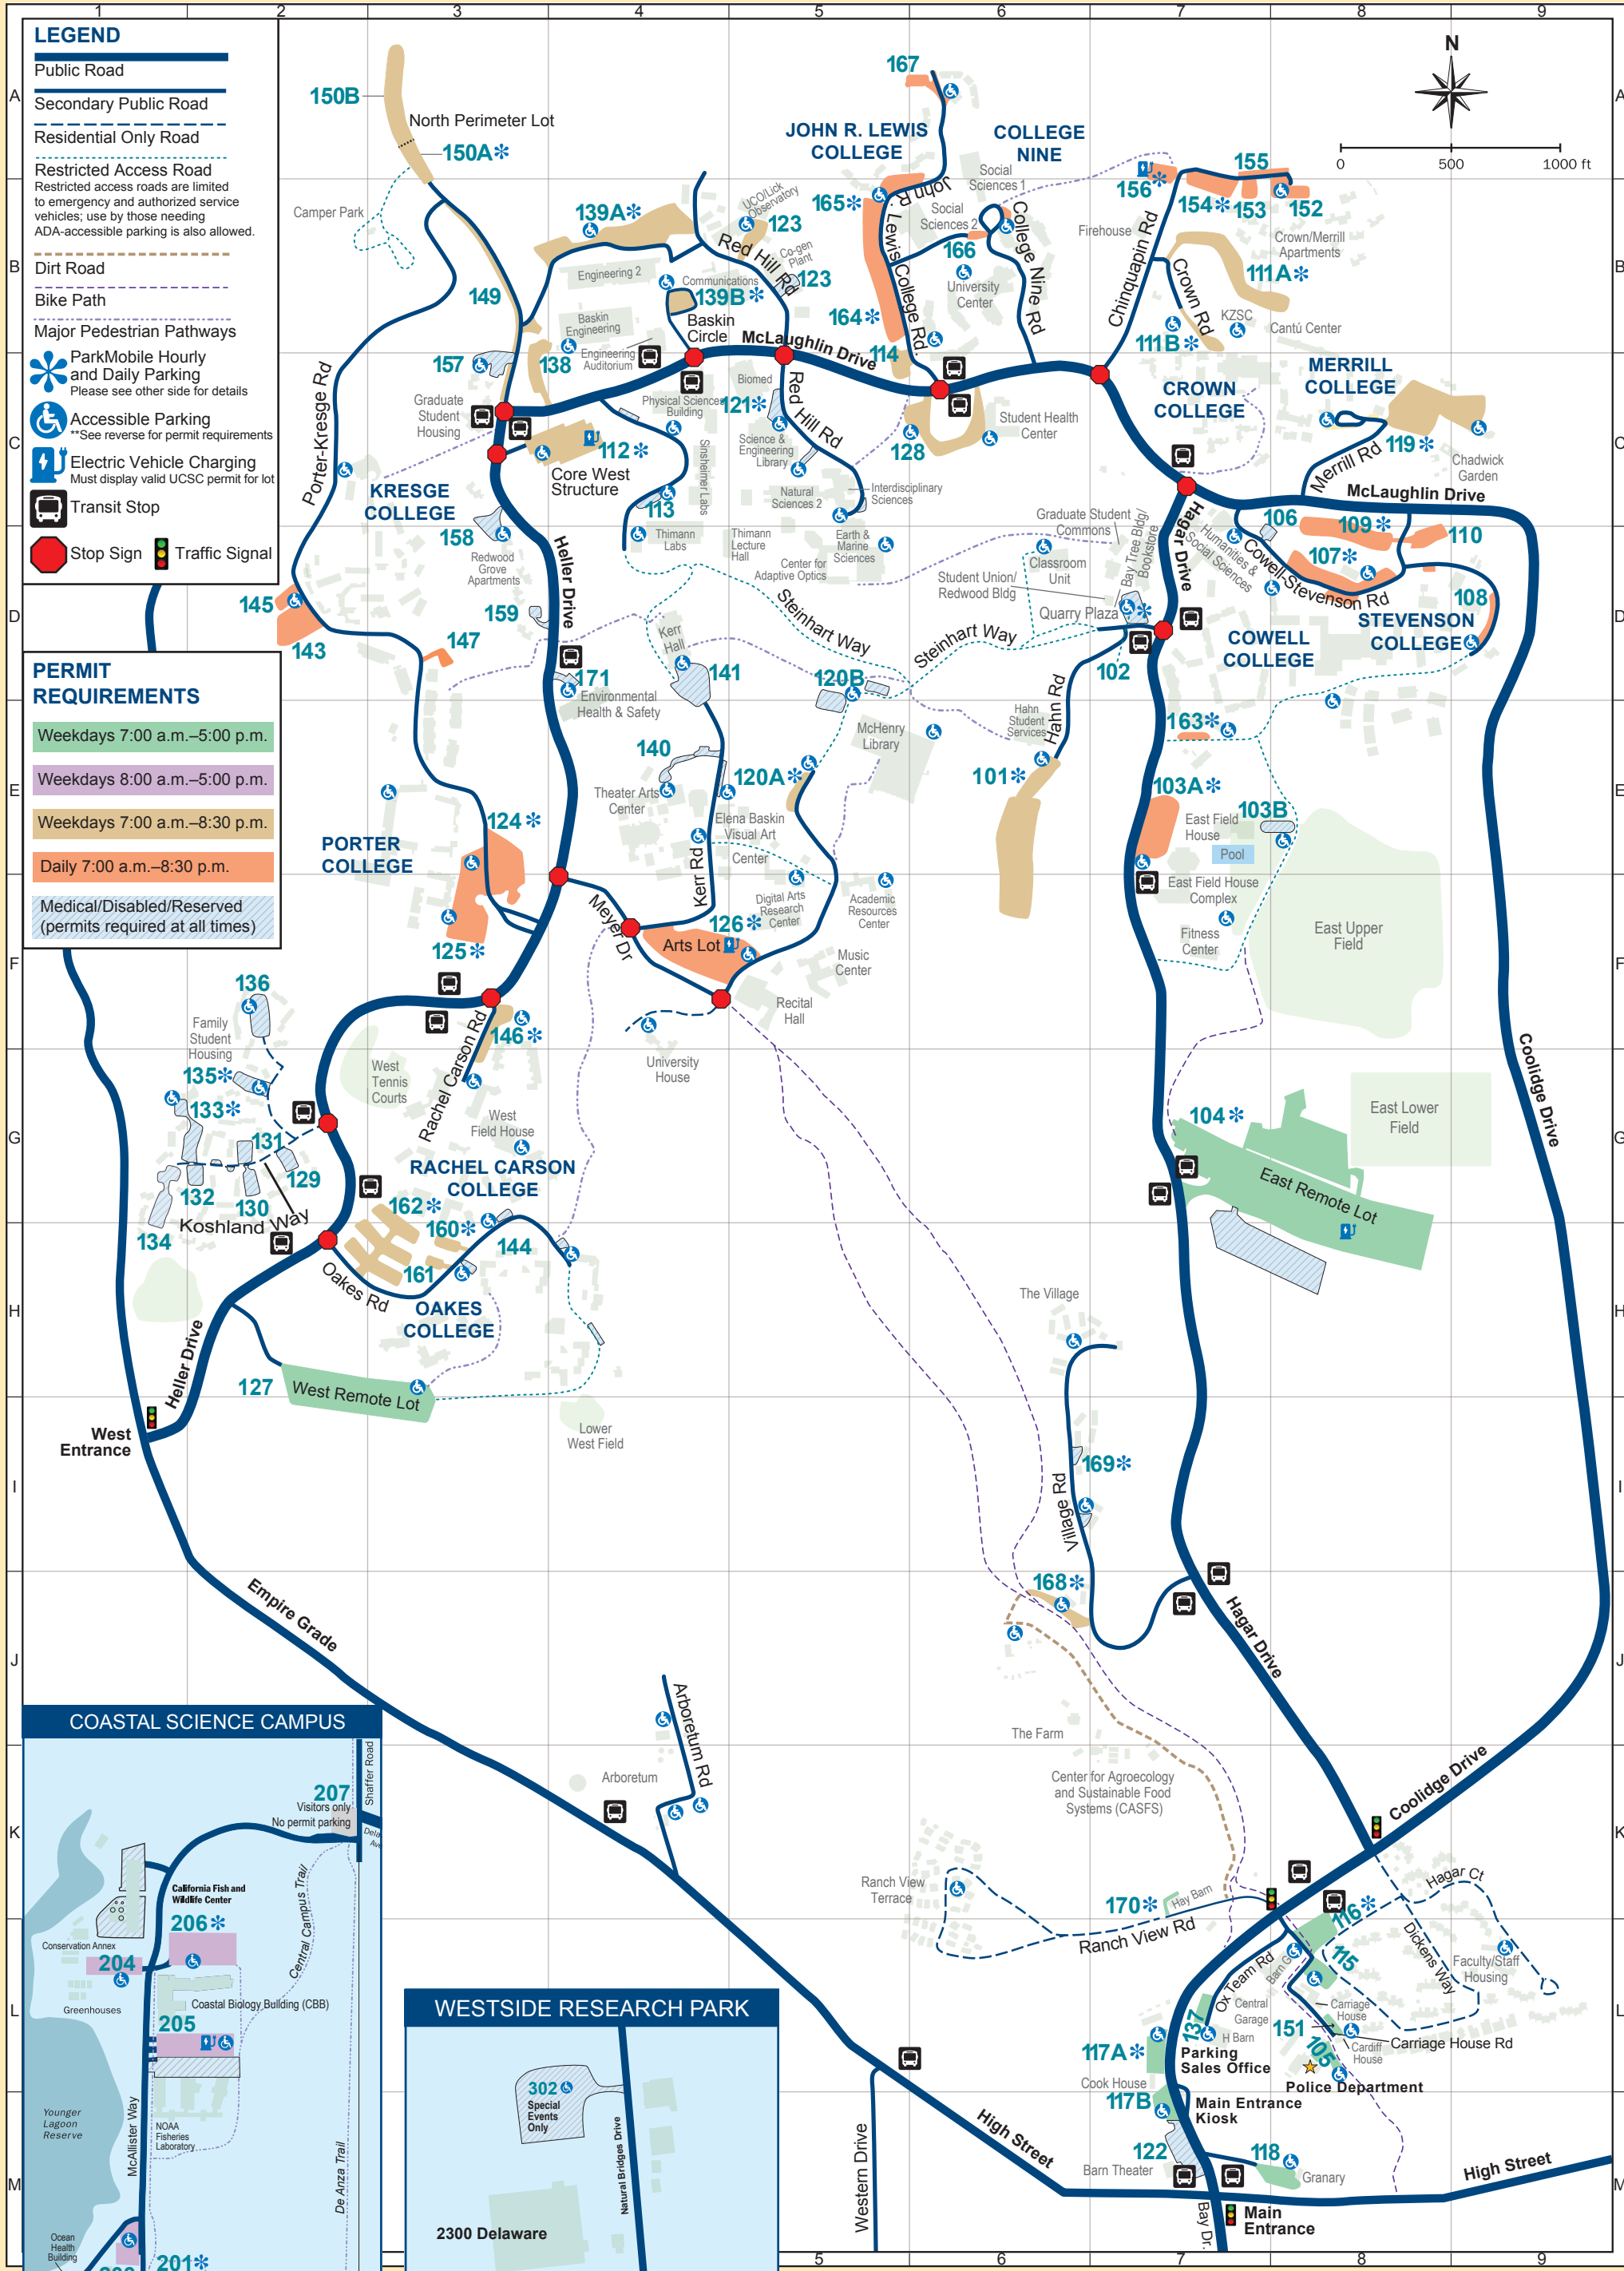 1 2 3 4 5 6 7 8 9
LEGEND
Public Road
Secondary Public Road
Residential Only Road
Restricted Access Road
Restricted access roads are limited
to emergency and authorized service
vehicles; use by those needing
ADA-accessible parking is also allowed.
Dirt Road
Bike Path
Major Pedestrian Pathways
ParkMobile Hourly
and Daily Parking
Please see other side for details
Accessible Parking
**See reverse for permit requirements
Electric Vehicle Charging
Must display valid UCSC permit for lot
Transit Stop
Stop Sign
Traffic Signal
PERMIT
REQUIREMENTS
Weekdays 7:00 a.m.–5:00 p.m.
Weekdays 8:00 a.m.–5:00 p.m.
Weekdays 7:00 a.m.–8:30 p.m.
Daily 7:00 a.m.–8:30 p.m.
Medical/Disabled/Reserved
(permits required at all times)
A
B
C
D
E
F
G
H
I
J
K
L
M
A
B
C
D
E
F
G
H
I
J
K
L
M
N
0 500 1000 ft
150B
North Perimeter Lot
150A*
Camper Park
149
139A*
UCO/Lick
Observatory
123
Red Hill Rd
Co-gen
Plant
123
Engineering 2
Communications
139B*
Baskin
Engineering
Baskin
Circle
Engineering
Auditorium
138
157
McLaughlin Drive
167
JOHN R. LEWIS
COLLEGE
COLLEGE
NINE
Social
Sciences 1
165*
John R.
Lewis College Rd.
Social
Sciences 2
166
University
Center
College Nine Rd
164*
114
Firehouse
Chinquapin Rd
156*
155
154*
153
152
Crown/Merrill
Apartments
111A*
Crown Rd
KZSC
Cantú Center
111B*
CROWN
COLLEGE
MERRILL
COLLEGE
119*
Merrill Rd
Chadwick
Garden
McLaughlin Drive
Porter-Kresge Rd
Graduate
Student
Housing
112*
Core West
Structure
Biomed
Physical Sciences
Building
121*
Red Hill Rd
Science &
Engineering
Library
Sinsheimer Labs
113
Natural
Sciences 2
Interdisciplinary
Sciences
128
Student Health
Center
KRESGE
COLLEGE
158
Redwood
Grove
Apartments
159
Heller Drive
Thimann
Labs
Thimann
Lecture
Hall
Center for
Adaptive Optics
Earth &
Marine
Sciences
Steinhart Way
Steinhart Way
Graduate Student
Commons
Classroom
Unit
Student Union/
Redwood Bldg
Bay Tree Bldg/
Bookstore
Quarry Plaza
102
Hagar Drive
Humanities &
Social Sciences
106
109*
110
107*
Cowell-Stevenson Rd
108
COWELL
COLLEGE
STEVENSON
COLLEGE
145
143
147
171
Environmental
Health & Safety
Kerr
Hall
141
120B
McHenry
Library
Hahn
Student
Services
Hahn Rd
101*
163*
103A*
103B
East Field
House
Pool
East Field House
Complex
Fitness
Center
East Upper
Field
140
Theater Arts
Center
120A*
Elena Baskin
Visual Art
Center
Kerr Rd
Digital Arts
Research
Center
Academic
Resources
Center
PORTER
COLLEGE
124*
125*
Meyer Dr
126*
Arts Lot
Music
Center
Recital
Hall
University
House
136
Family
Student
Housing
135*
133*
131
129
132
130
134
Koshland Way
West
Tennis
Courts
146*
Rachel Carson Rd
West
Field House
RACHEL CARSON
COLLEGE
162*
160*
144
161
Oakes Rd
OAKES
COLLEGE
104*
East Lower
Field
East Remote Lot
Coolidge Drive
Heller Drive
127
West Remote Lot
Lower
West Field
West
Entrance
Empire Grade
The Village
169*
Village Rd
168*
Hagar Drive
The Farm
Center for Agroecology
and Sustainable Food
Systems (CASFS)
Arboretum Rd
Arboretum
Coolidge Drive
Ranch View
Terrace
170*
Hay Barn
Ranch View Rd
Hagar Ct
116*
115
Dickens Way
Faculty/Staff
Housing
Ox Team Rd
Central
Garage
H Barn
137
Carriage
House
151
Carriage House Rd
Cardiff
House
105
Parking
Sales Office
Police Department
117A*
Cook House
117B
Main Entrance
Kiosk
122
Barn Theater
118
Granary
High Street
High Street
Western Drive
Bay Dr.
Main
Entrance
COASTAL SCIENCE CAMPUS
207
Visitors only
No permit parking
Shaffer Road
California Fish and
Wildlife Center
206*
Conservation Annex
204
Greenhouses
Central Campus Trail
Coastal Biology Building (CBB)
205
Younger
Lagoon
Reserve
McAllister Way
NOAA
Fisheries
Laboratory
De Anza Trail
Ocean
Health
Building
201*
WESTSIDE RESEARCH PARK
302
Special
Events
Only
Natural Bridges Drive
2300 Delaware
5 6 7 8 9